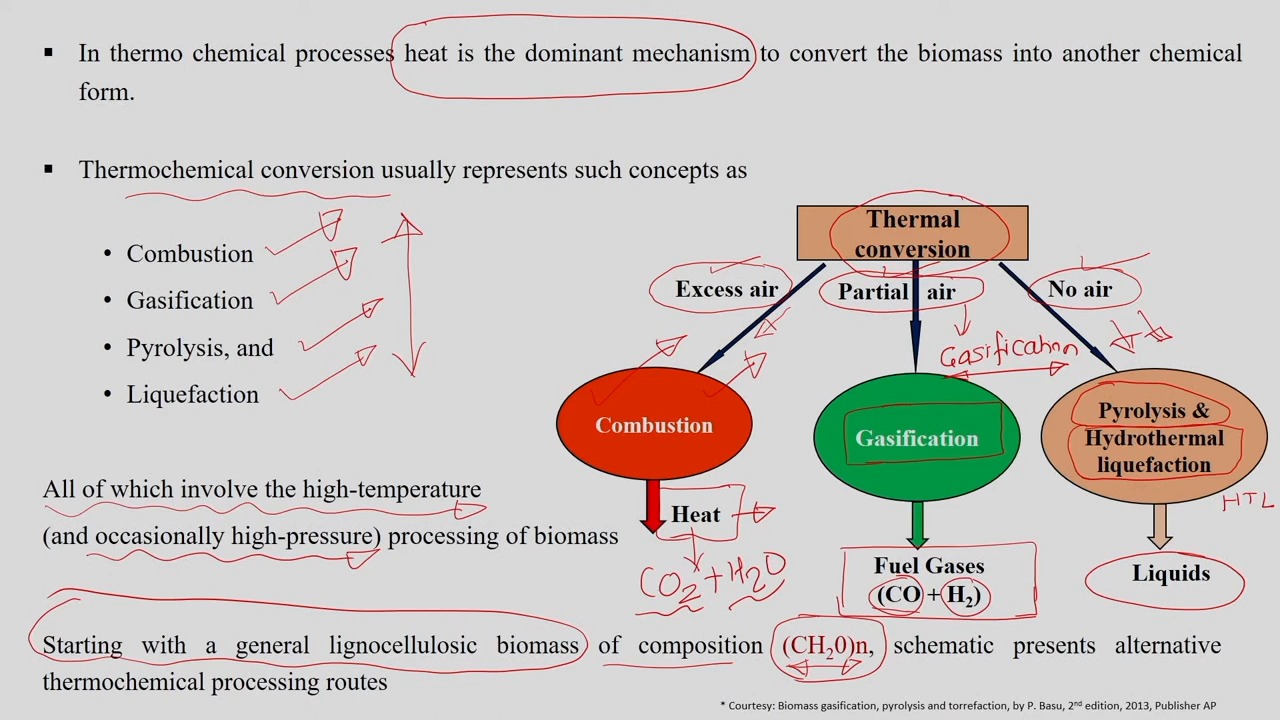 ▪ In thermo chemical processes heat is the dominant mechanism to convert the biomass into another chemical
form.
▪ Thermochemical conversion usually represents such concepts as
• Combustion
• Gasification
• Pyrolysis, and
• Liquefaction
All of which involve the high-temperature
(and occasionally high-pressure) processing of biomass
Thermal
conversion
Excess air
Partial air
No air
Gasification
Combustion
Gasification
Pyrolysis &
Hydrothermal
liquefaction
HTL
Heat
CO2 + H2O
Fuel Gases
(CO + H2)
Liquids
Starting with a general lignocellulosic biomass of composition (CH20)n, schematic presents alternative
thermochemical processing routes
* Courtesy: Biomass gasification, pyrolysis and torrefaction, by P. Basu, 2nd edition, 2013, Publisher AP